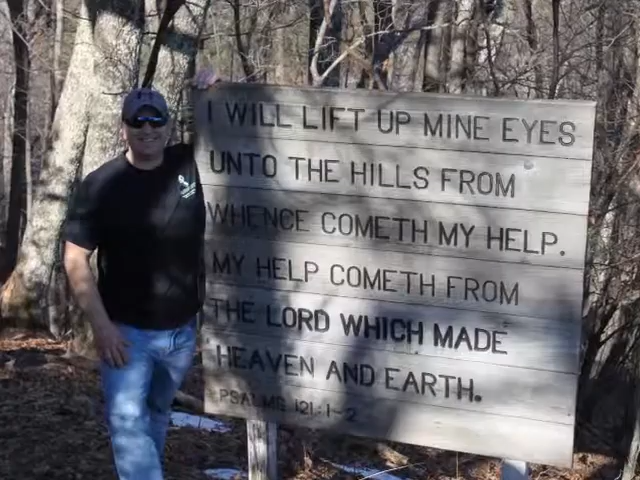 I WILL LIFT UP MINE EYES
UNTO THE HILLS FROM
WHENCE COMETH MY HELP.
MY HELP COMETH FROM
THE LORD WHICH MADE
HEAVEN AND EARTH.
PSALMS 121:1-2